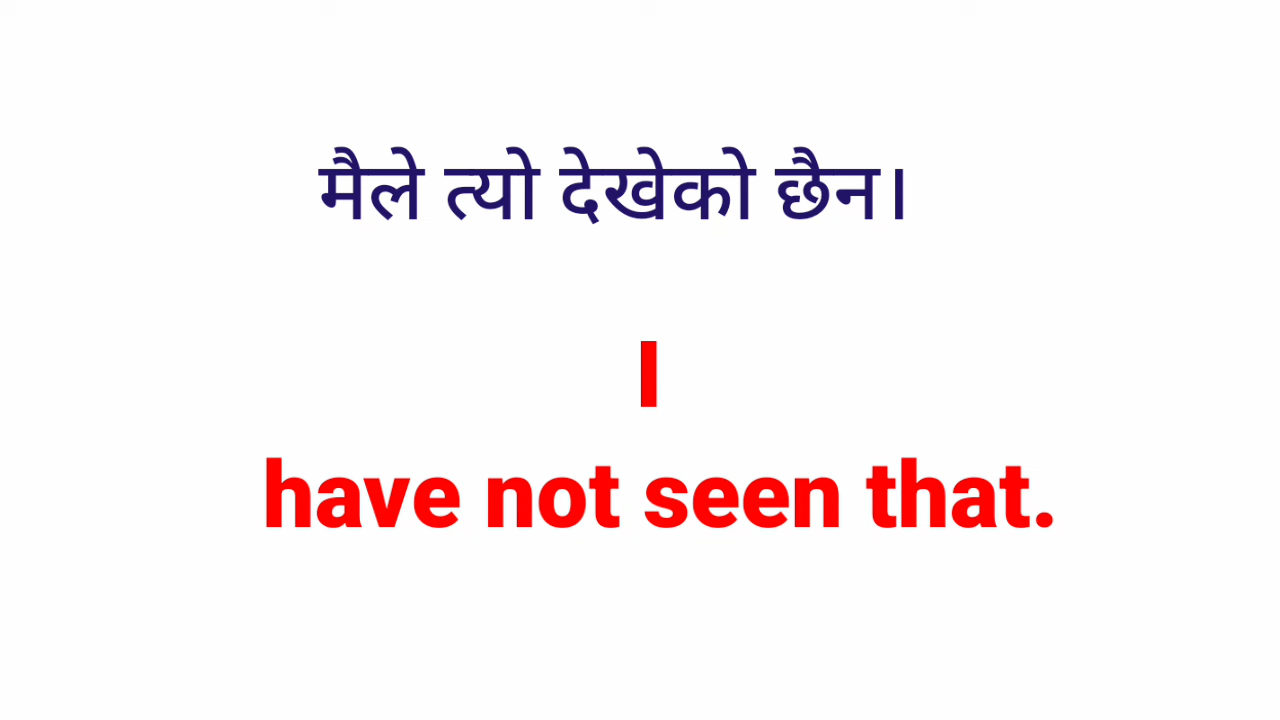 मैले त्यो देखेको छैन।
I
have not seen that.